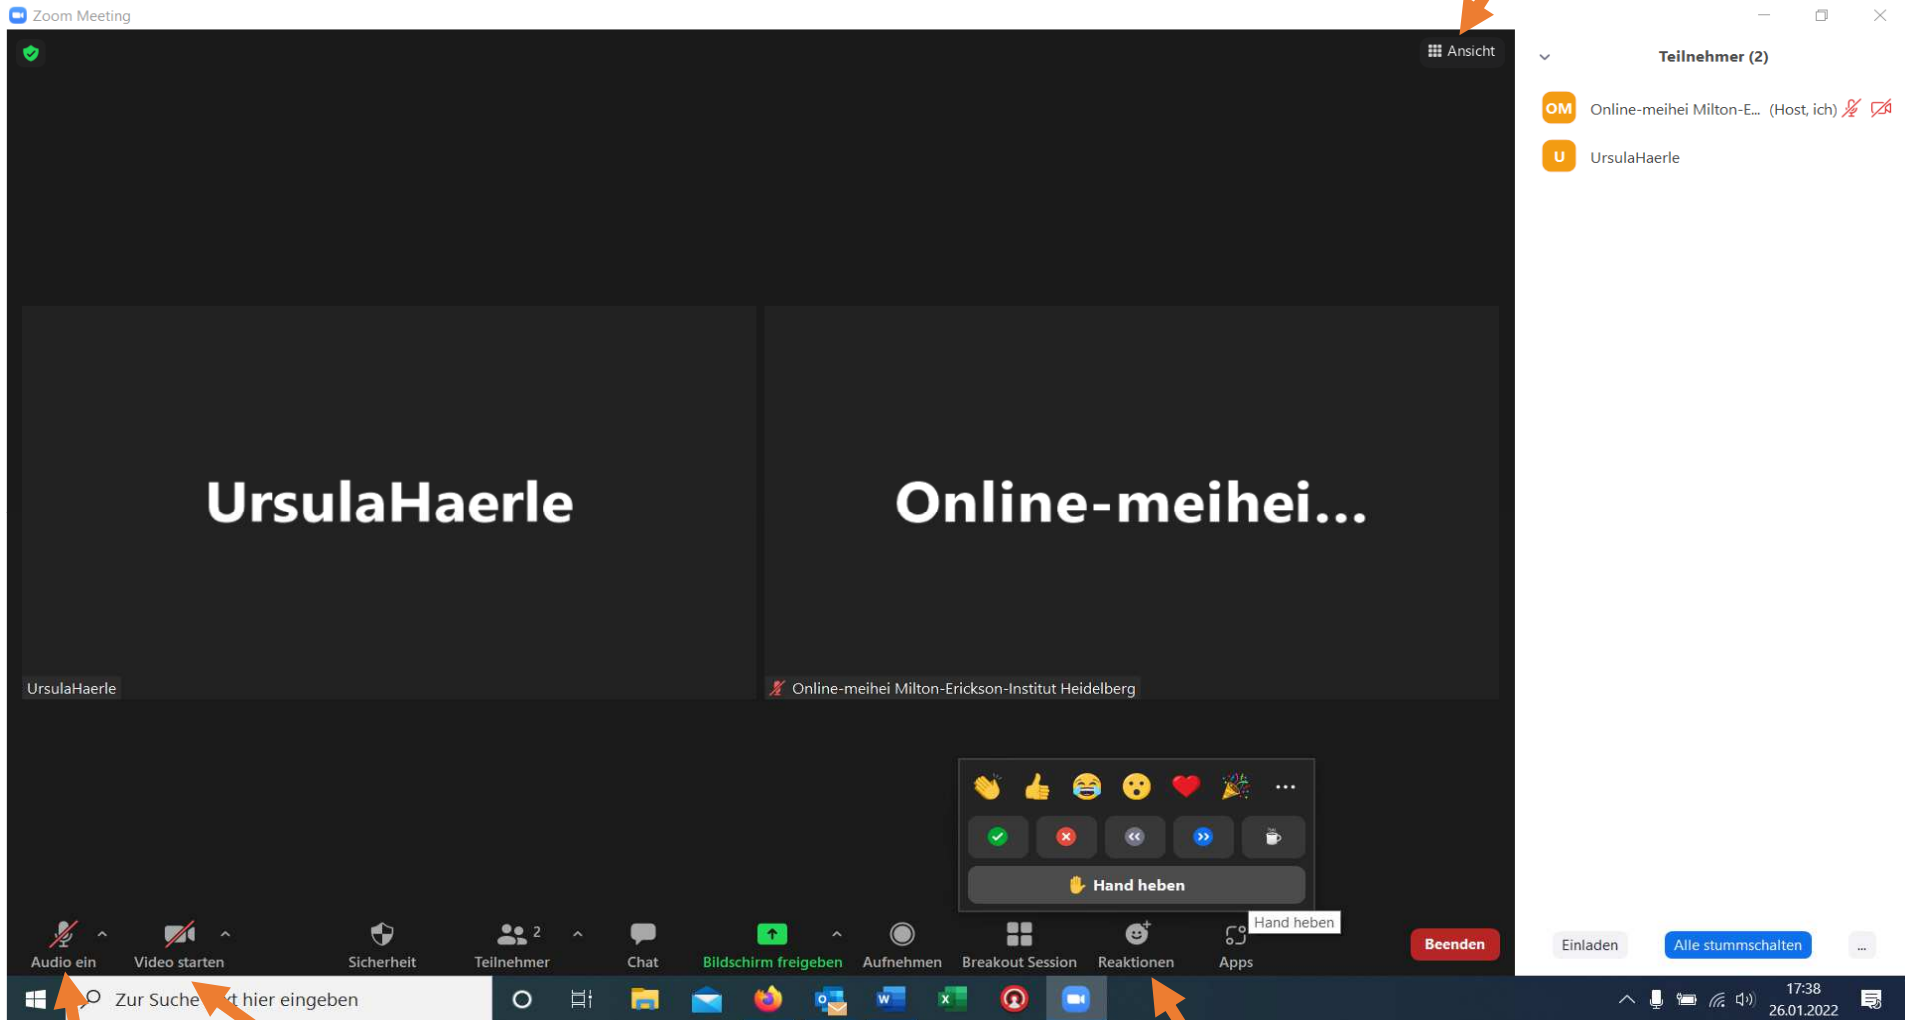 Zoom Meeting
Ansicht
Teilnehmer (2)
OM Online-meihei Milton-E... (Host, ich)
U UrsulaHaerle
UrsulaHaerle
Online-meihei...
UrsulaHaerle
Online-meihei Milton-Erickson-Institut Heidelberg
Hand heben
Hand heben
2
Audio ein
Video starten
Sicherheit
Teilnehmer
Chat
Bildschirm freigeben
Aufnehmen
Breakout Session
Reaktionen
Apps
Beenden
Einladen
Alle stummschalten
...
Zur Suche hier eingeben
17:38
26.01.2022